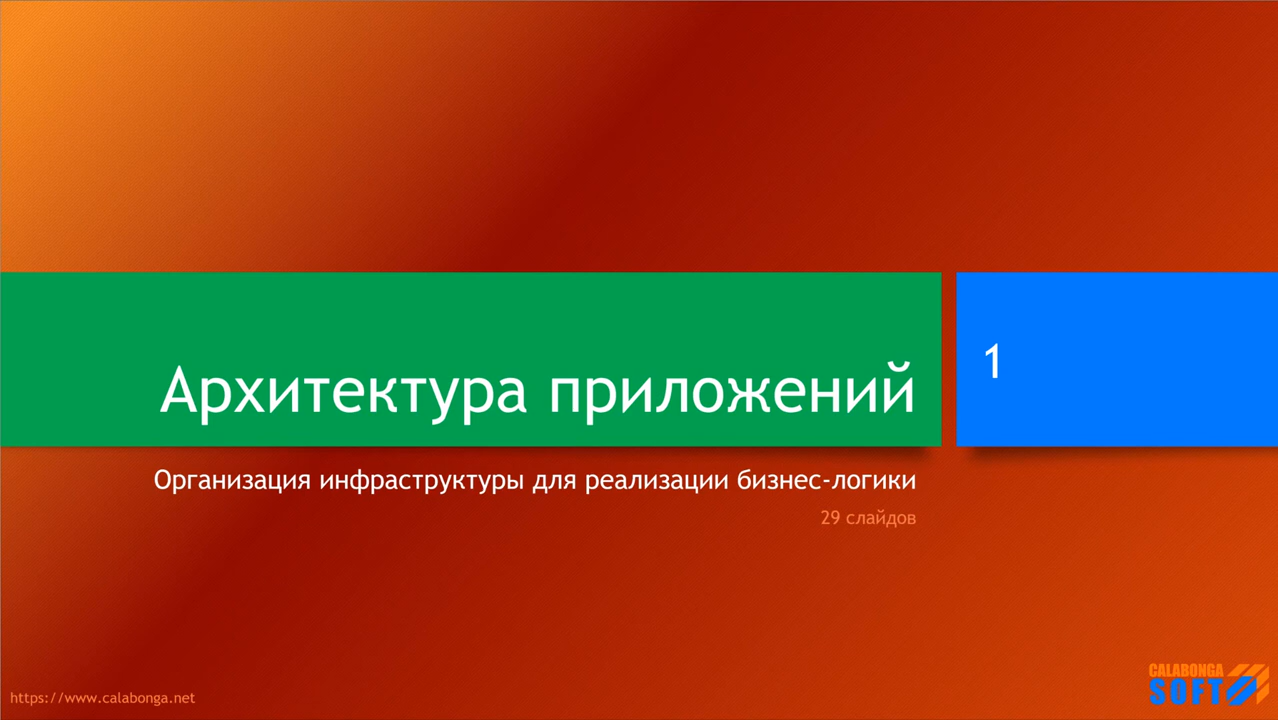 Архитектура приложений
1
Организация инфраструктуры для реализации бизнес-логики
29 слайдов
https://www.calabonga.net
CALABONGA
SOFT